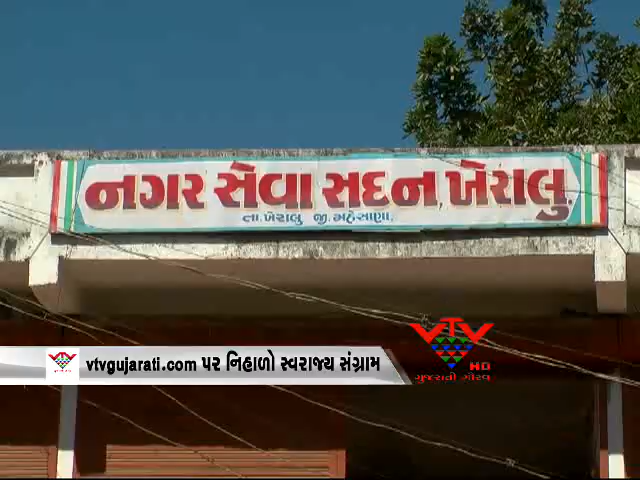 નગર સેવા સદન, ખેરાલુ.
તા.ખેરાલુ જી.મહેસાણા.
vtvgujarati.com પર નિહાળો સ્વરાજ્ય સંગ્રામ
VTV
HD
ગુજરાતી ગૌરવ